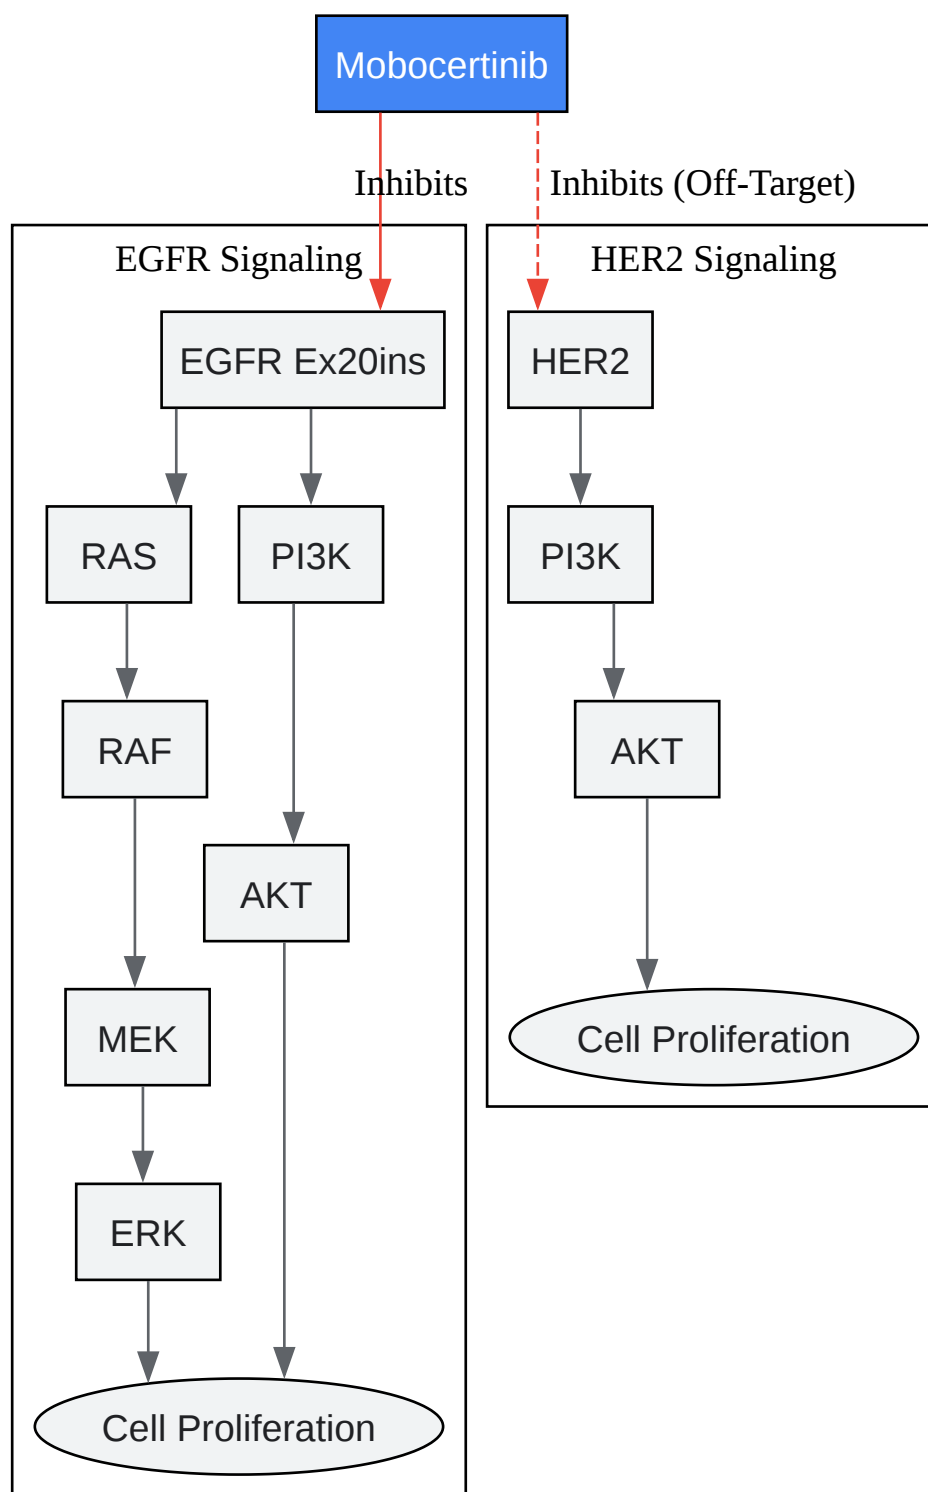 Mobocertinib
Inhibits
Inhibits (Off-Target)
EGFR Signaling
EGFR Ex20ins
RAS
PI3K
RAF
AKT
MEK
ERK
Cell Proliferation
HER2 Signaling
HER2
PI3K
AKT
Cell Proliferation